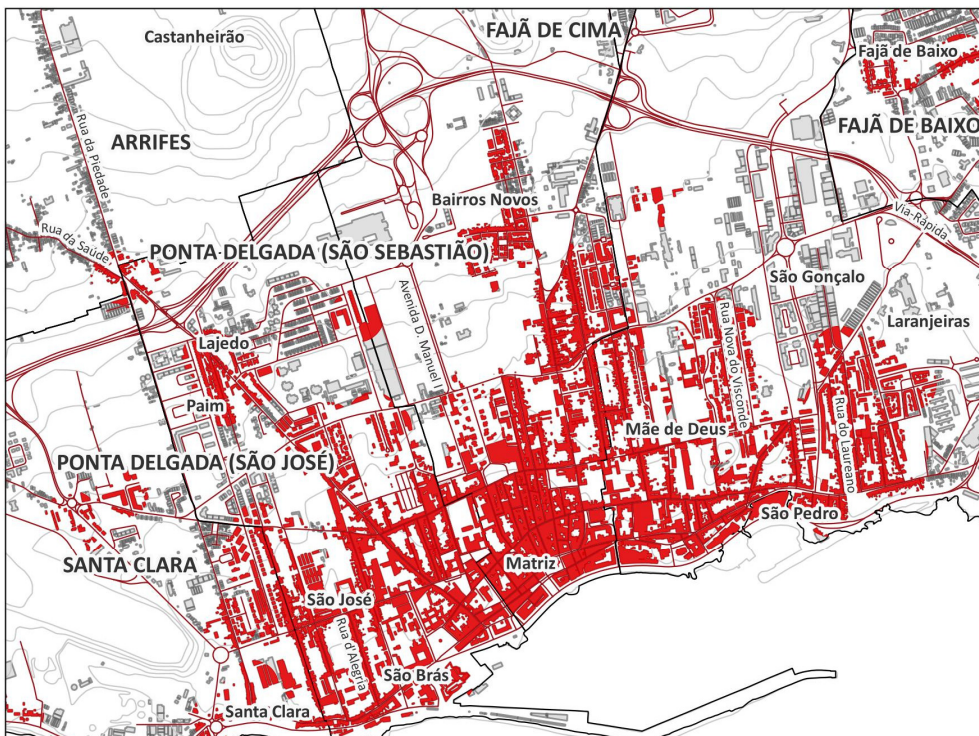 FAJÃ DE CIMA
Castanheirão
Fajã de Baixo
Rua da Piedade
ARRIFES
FAJÃ DE BAIXO
Bairros Novos
Via-Rápida
Rua da Saúde
PONTA DELGADA (SÃO SEBASTIÃO)
São Gonçalo
Avenida D. Manuel I
Laranjeiras
Rua Nova do Visconde
Lajedo
Paim
Mãe de Deus
Rua do Laureano
PONTA DELGADA (SÃO JOSÉ)
São Pedro
SANTA CLARA
Matriz
São José
Rua d'Alegria
São Brás
Santa Clara